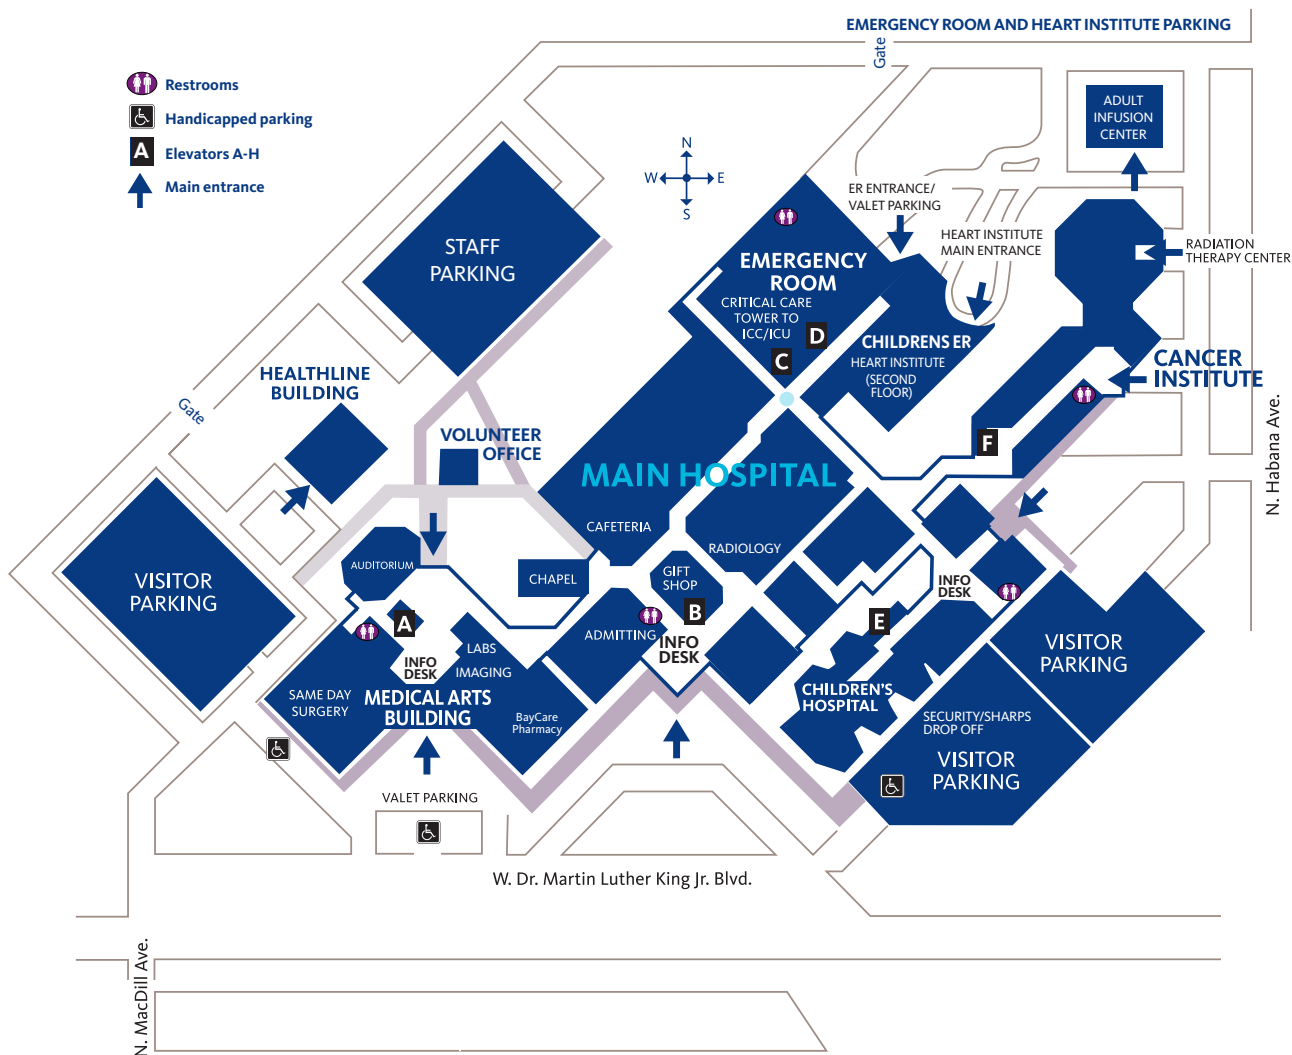 EMERGENCY ROOM AND HEART INSTITUTE PARKING
Gate
Restrooms
Handicapped parking
A
Elevators A-H
Main entrance
N
W
E
S
ADULT
INFUSION
CENTER
ER ENTRANCE/
VALET PARKING
HEART INSTITUTE
MAIN ENTRANCE
RADIATION
THERAPY CENTER
STAFF
PARKING
EMERGENCY
ROOM
CRITICAL CARE
TOWER TO
ICC/ICU
D
C
CHILDRENS ER
HEART INSTITUTE
(SECOND
FLOOR)
CANCER
INSTITUTE
HEALTHLINE
BUILDING
Gate
VOLUNTEER
OFFICE
F
N. Habana Ave.
MAIN HOSPITAL
CAFETERIA
RADIOLOGY
AUDITORIUM
CHAPEL
GIFT
SHOP
B
VISITOR
PARKING
INFO
DESK
A
ADMITTING
INFO
DESK
E
LABS
IMAGING
INFO
DESK
VISITOR
PARKING
SAME DAY
SURGERY
MEDICAL ARTS
BUILDING
BayCare
Pharmacy
CHILDREN'S
HOSPITAL
SECURITY/SHARPS
DROP OFF
VISITOR
PARKING
VALET PARKING
W. Dr. Martin Luther King Jr. Blvd.
N. MacDill Ave.